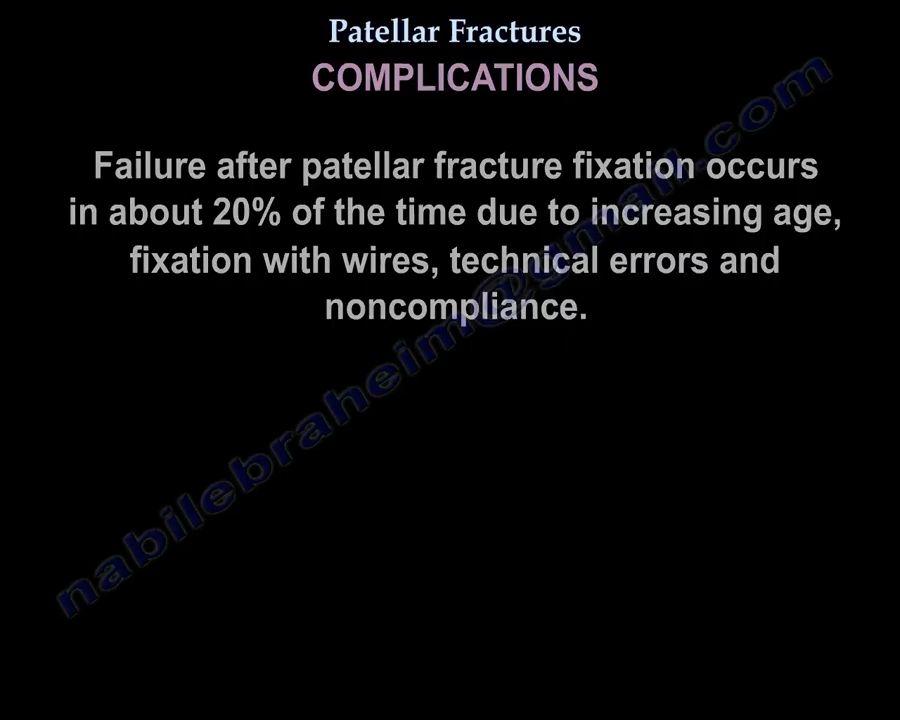 Patellar Fractures
COMPLICATIONS
Failure after patellar fracture fixation occurs
in about 20% of the time due to increasing age,
fixation with wires, technical errors and
noncompliance.
nabilebraheim@gmail.com